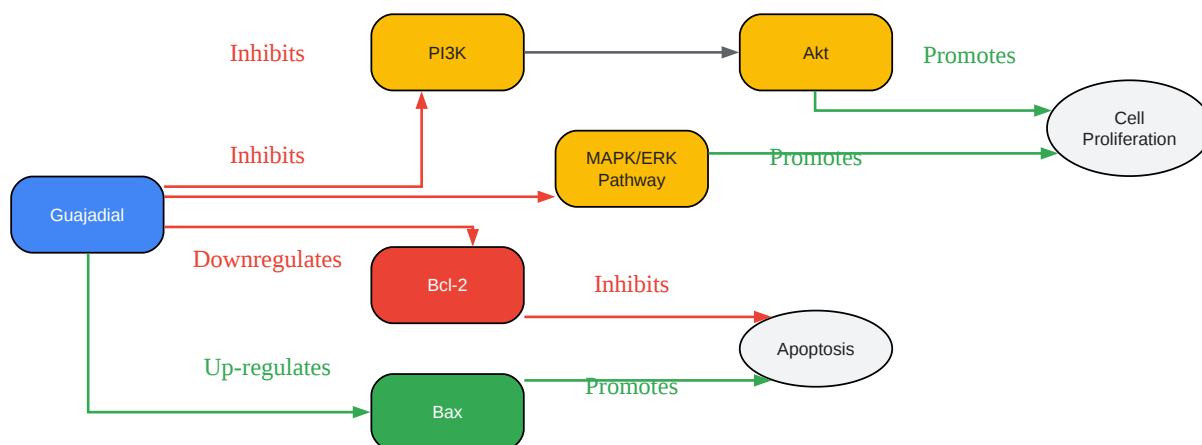 Inhibits
PI3K
Akt
Promotes
Cell
Proliferation
Inhibits
MAPK/ERK
Pathway
Promotes
Guajadial
Downregulates
Bcl-2
Inhibits
Apoptosis
Up-regulates
Bax
Promotes